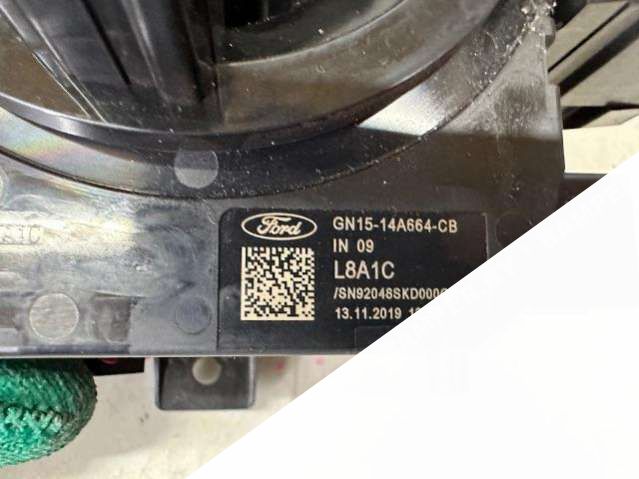 Ford
GN15-14A664-CB
IN 09
L8A1C
/SN92048SKD000
13.11.2019